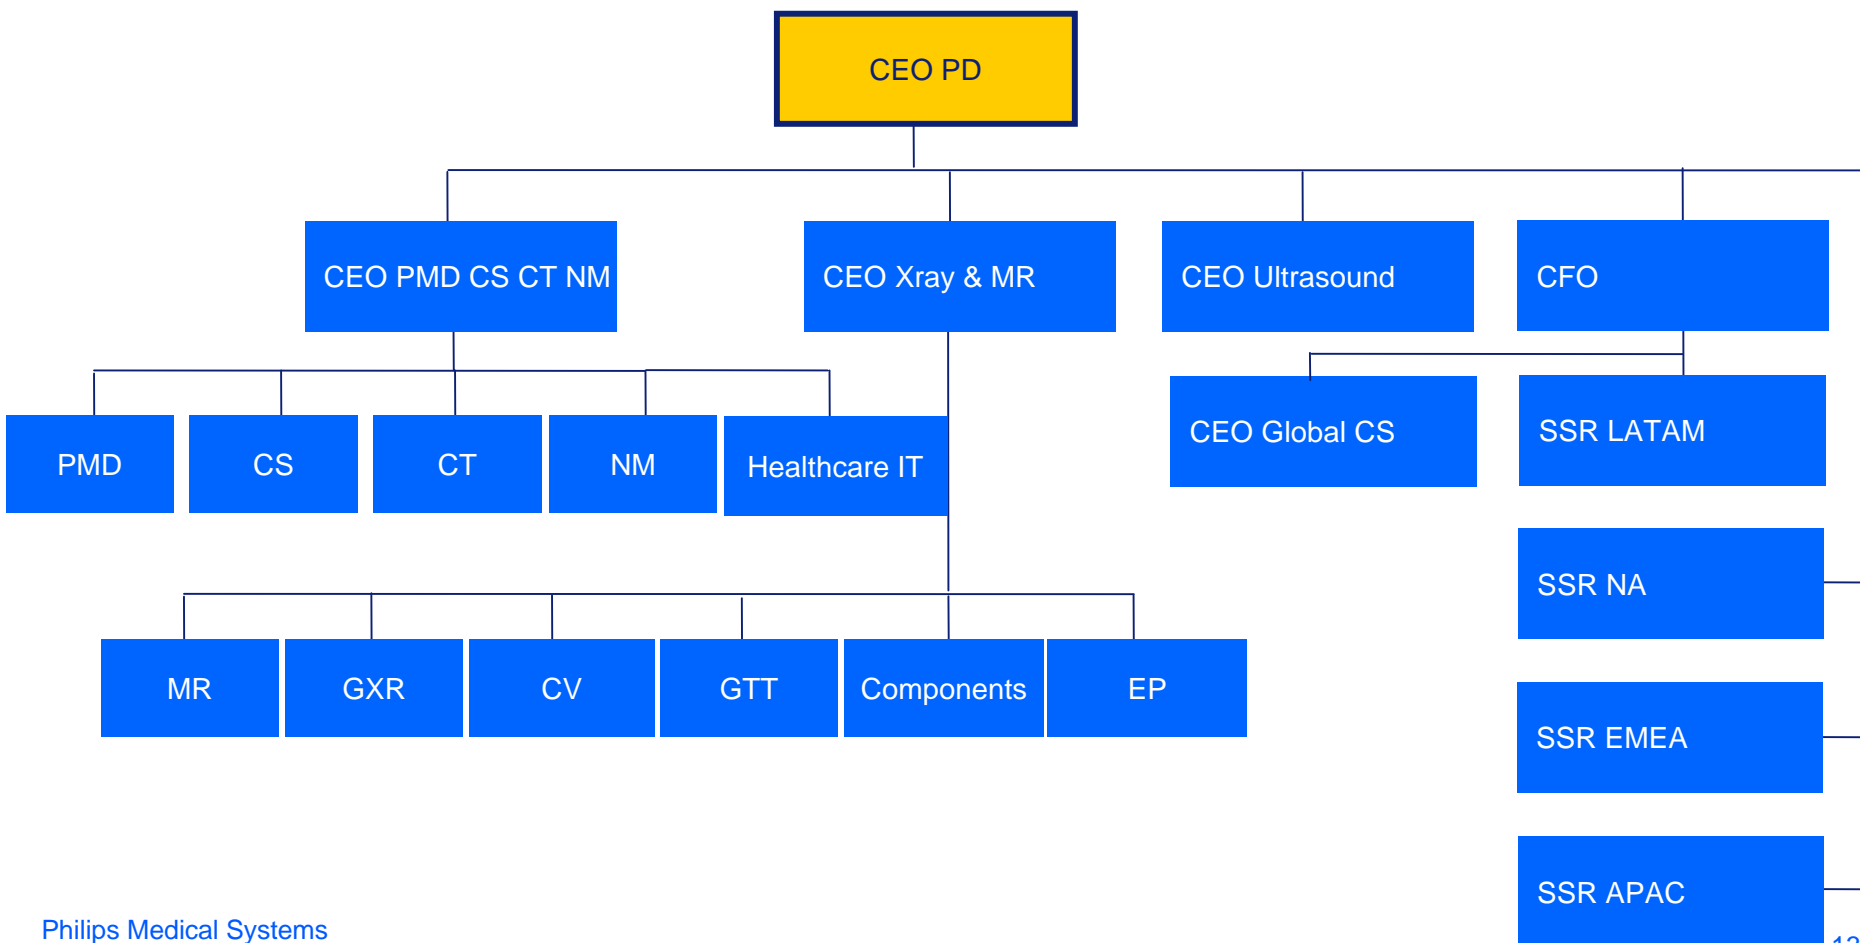 CEO PD
CEO PMD CS CT NM
CEO Xray & MR
CEO Ultrasound
CFO
CEO Global CS
SSR LATAM
PMD
CS
CT
NM
Healthcare IT
SSR NA
MR
GXR
CV
GTT
Components
EP
SSR EMEA
SSR APAC
Philips Medical Systems